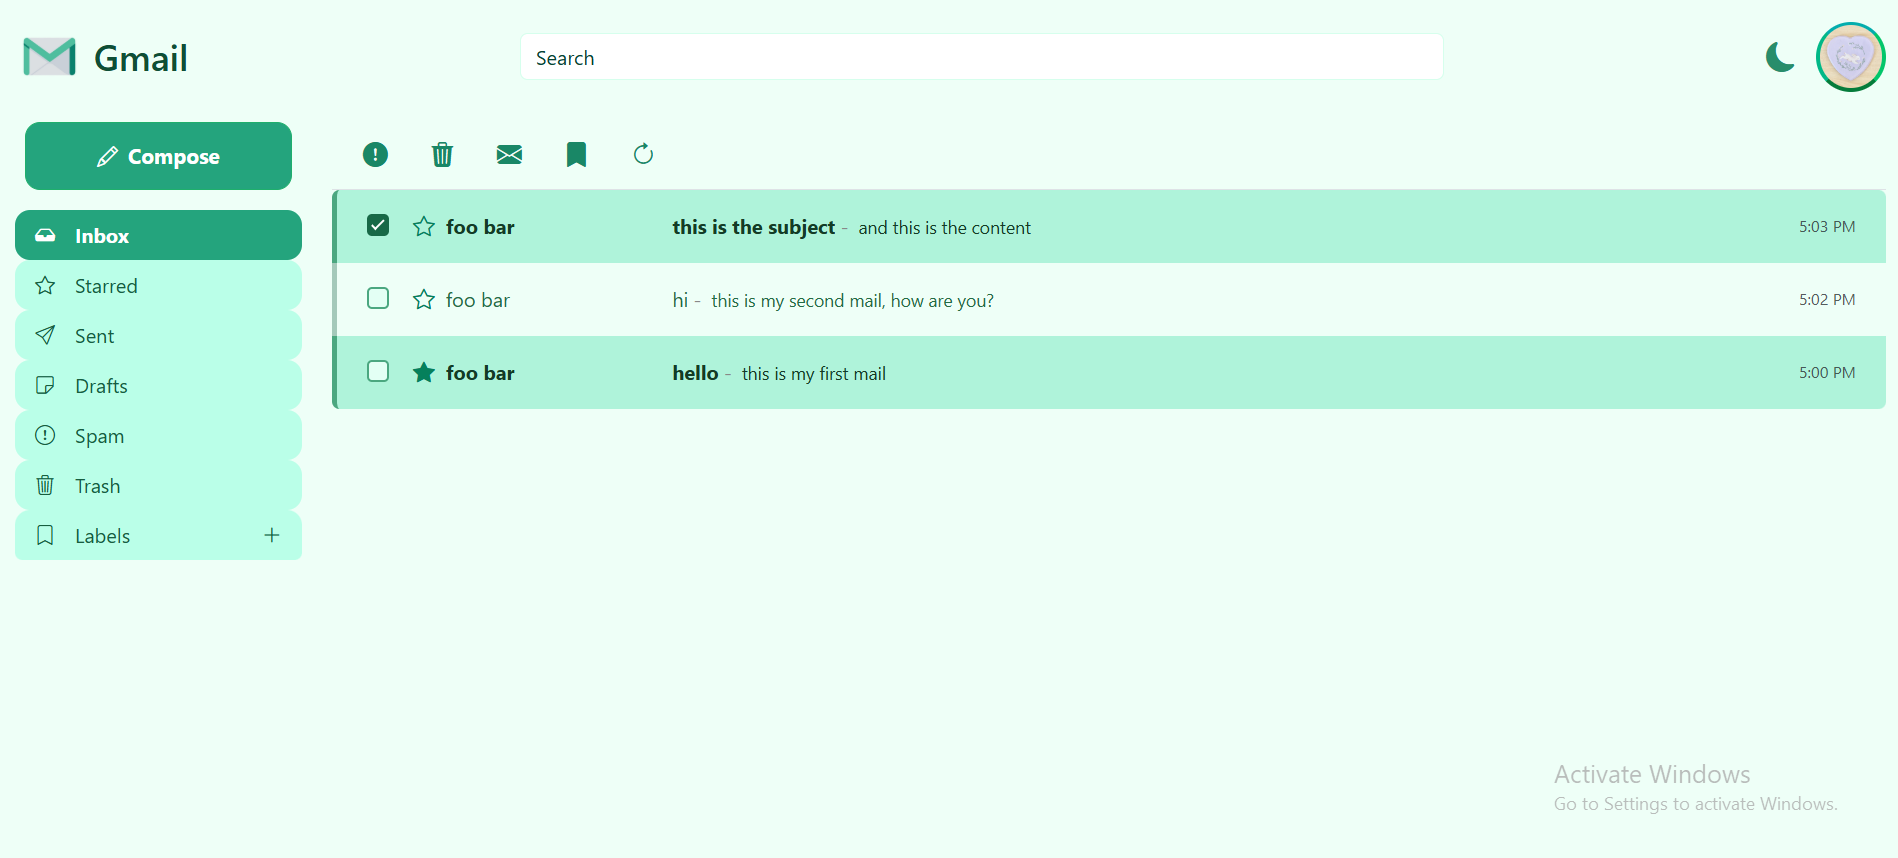 Gmail
Search
Compose
Inbox
Starred
Sent
Drafts
Spam
Trash
Labels
foo bar this is the subject - and this is the content 5:03 PM
foo bar hi - this is my second mail, how are you? 5:02 PM
foo bar hello - this is my first mail 5:00 PM
Activate Windows
Go to Settings to activate Windows.